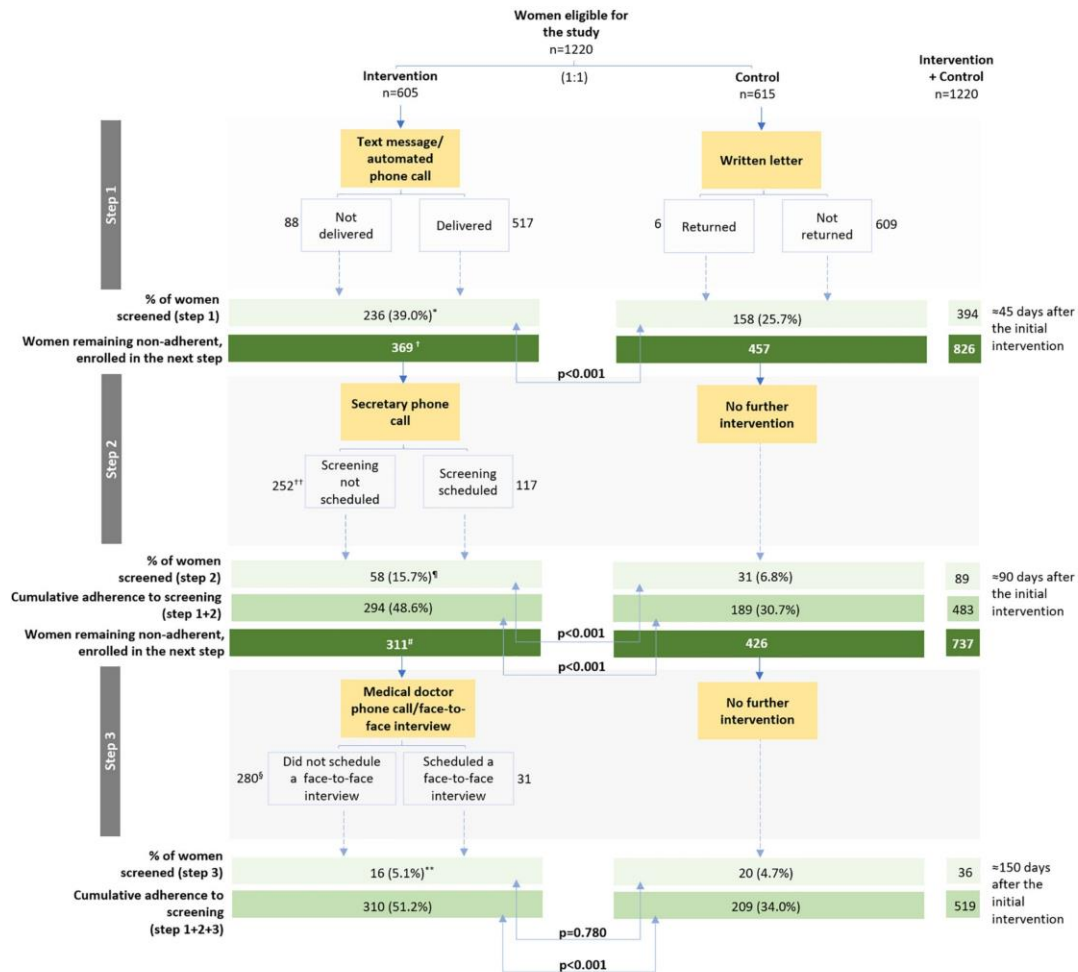 Women eligible for
the study
n=1220
(1:1)
Intervention
n=605
Control
n=615
Intervention
+ Control
n=1220
Step 1
Text message/
automated
phone call
Written letter
88
Not
delivered
Delivered
517
6
Returned
Not
returned
609
% of women
screened (step 1)
236 (39.0%)*
158 (25.7%)
394
≈45 days after
the initial
intervention
Women remaining non-adherent,
enrolled in the next step
369 †
457
826
p<0.001
Step 2
Secretary phone
call
No further
intervention
252††
Screening
not
scheduled
Screening
scheduled
117
% of women
screened (step 2)
58 (15.7%)¶
31 (6.8%)
89
≈90 days after
the initial
intervention
Cumulative adherence to screening
(step 1+2)
294 (48.6%)
189 (30.7%)
483
Women remaining non-adherent,
enrolled in the next step
311#
426
737
p<0.001
p<0.001
Step 3
Medical doctor
phone call/face-to-
face interview
No further
intervention
280§
Did not schedule
a face-to-face
interview
Scheduled a
face-to-face
interview
31
% of women
screened (step 3)
16 (5.1%)**
20 (4.7%)
36
≈150 days
after the
initial
intervention
Cumulative adherence to
screening
(step 1+2+3)
310 (51.2%)
209 (34.0%)
519
p=0.780
p<0.001